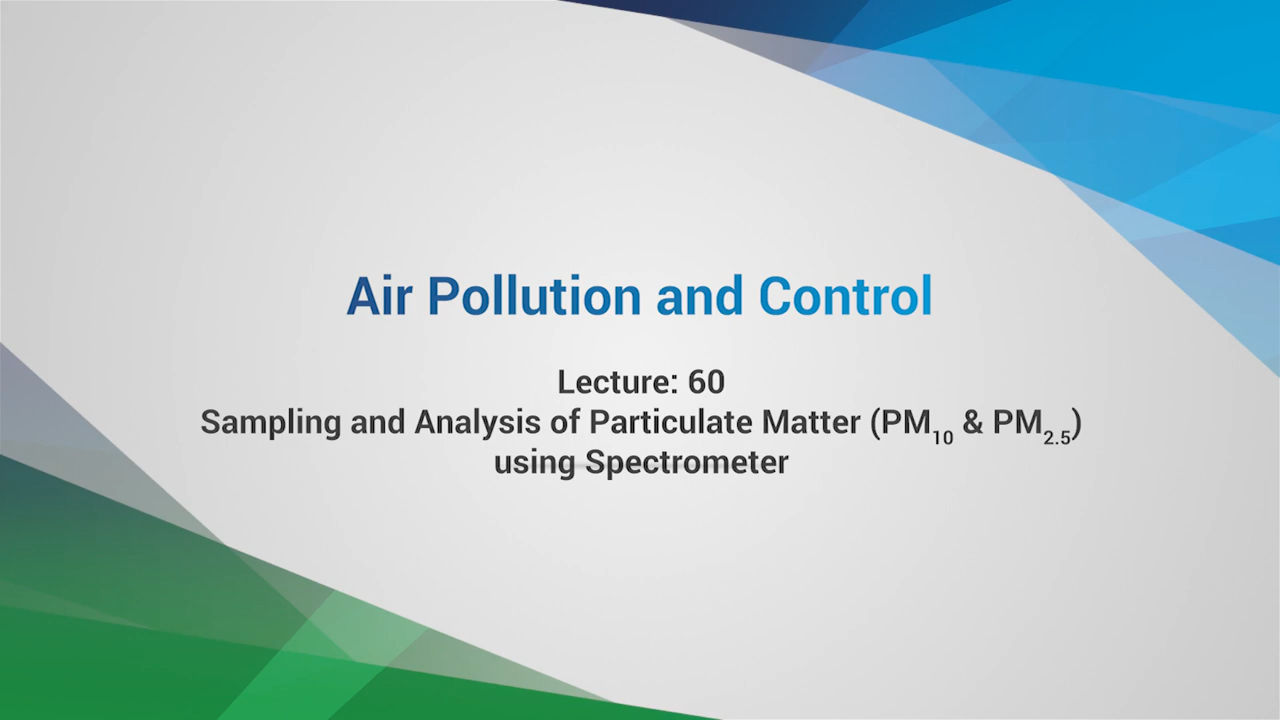 Air Pollution and Control
Lecture: 60
Sampling and Analysis of Particulate Matter (PM₁₀ & PM₂.₅)
using Spectrometer